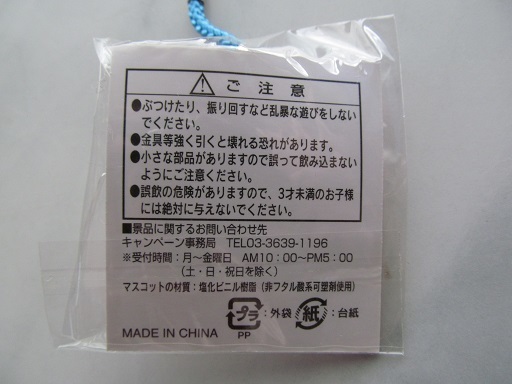 ご注意
●ぶつけたり、振り回すなど乱暴な遊びをしない
でください。
●金具等強く引くと壊れる恐れがあります。
●小さな部品がありますので誤って飲み込まない
ようにご注意ください。
●誤飲の危険がありますので、3才未満のお子様
には絶対に与えないでください。
■景品に関するお問い合わせ先
キャンペーン事務局 TEL03-3639-1196
※受付時間：月～金曜日 AM10：00～PM5：00
（土・日・祝日を除く）
マスコットの材質：塩化ビニル樹脂（非フタル酸系可塑剤使用）
MADE IN CHINA プラ PP ：外袋 紙 ：台紙